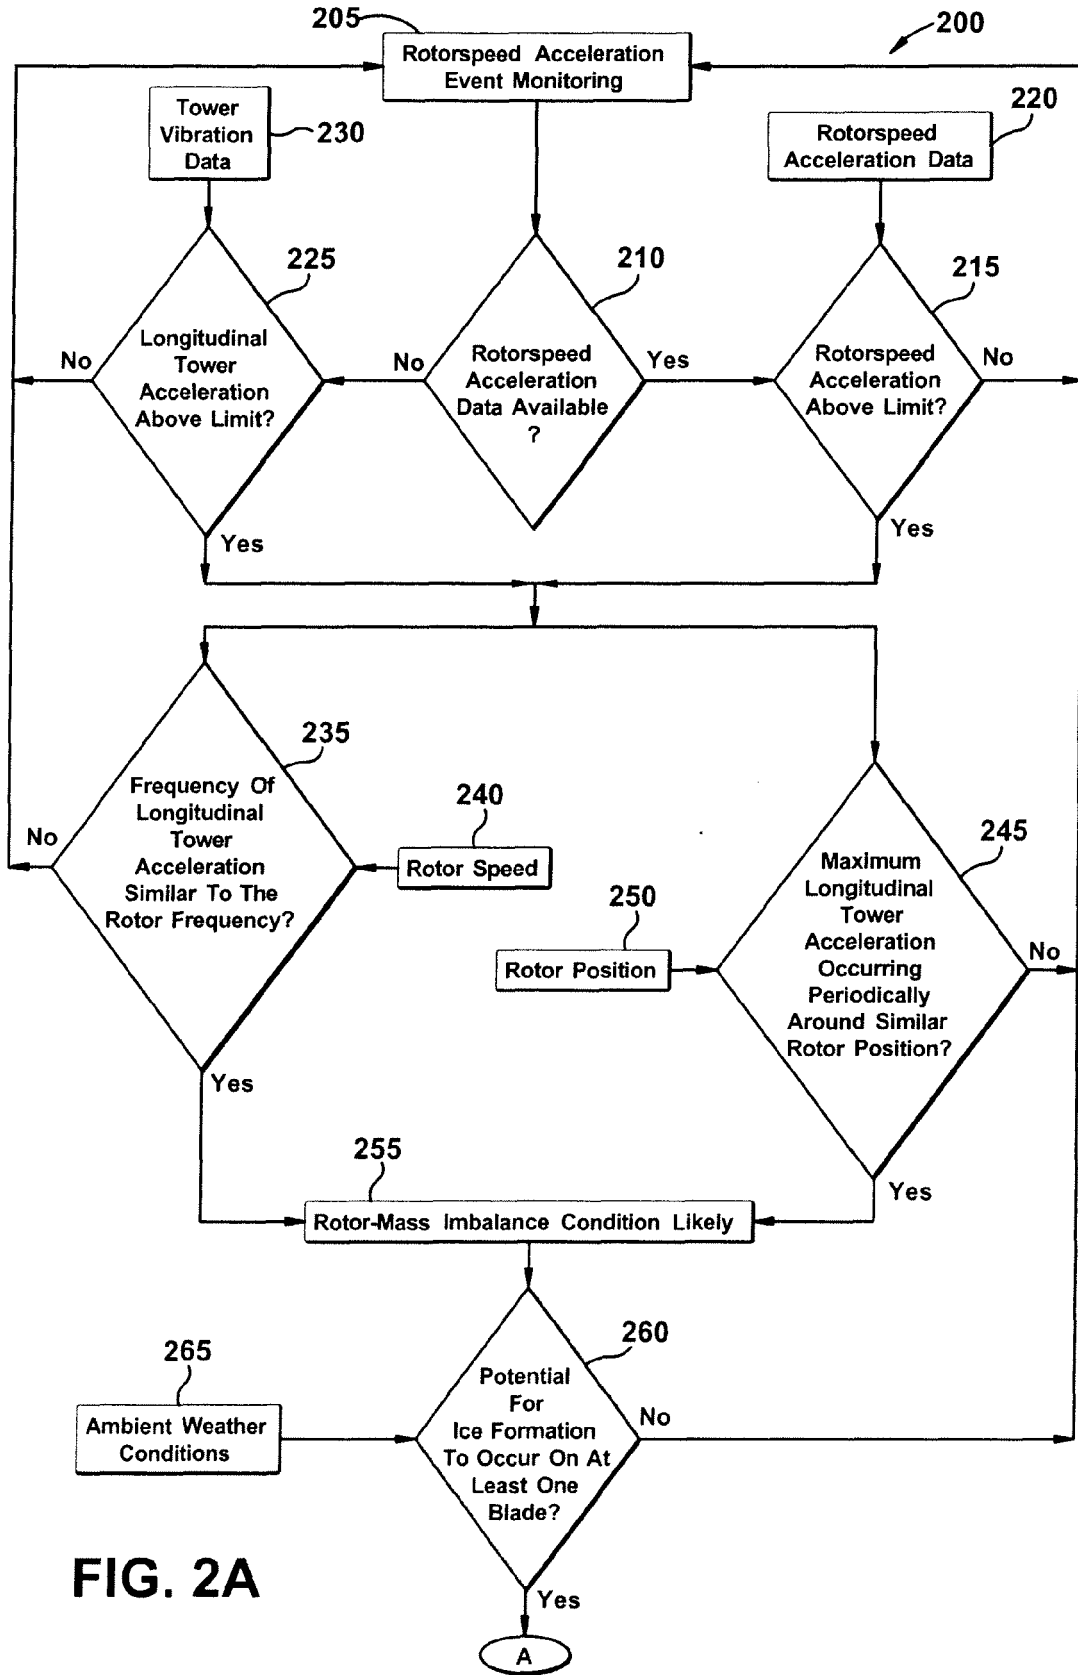 205
200
Rotorspeed Acceleration
Event Monitoring
Tower
Vibration
Data
230
220
Rotorspeed
Acceleration Data
225
210
215
Longitudinal
Tower
Acceleration
Above Limit?
No
No
Rotorspeed
Acceleration
Data Available
?
Yes
Rotorspeed
Acceleration
Above Limit?
No
Yes
Yes
235
Frequency Of
Longitudinal
Tower
Acceleration
Similar To The
Rotor Frequency?
No
240
Rotor Speed
245
Maximum
Longitudinal
Tower
Acceleration
Occurring
Periodically
Around Similar
Rotor Position?
250
Rotor Position
No
Yes
Yes
255
Rotor-Mass Imbalance Condition Likely
260
Potential
For
Ice Formation
To Occur On At
Least One
Blade?
265
Ambient Weather
Conditions
No
Yes
FIG. 2A
A